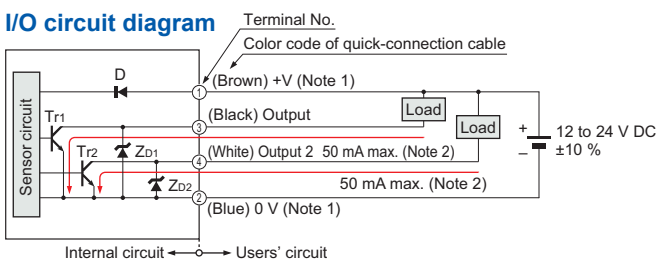 I/O circuit diagram
Terminal No.
Color code of quick-connection cable
D
1 (Brown) +V (Note 1)
Tr1
3 (Black) Output
Load
Load
+ 12 to 24 V DC
– ±10 %
Sensor circuit
Tr2
ZD1
4 (White) Output 2 50 mA max. (Note 2)
ZD2
50 mA max. (Note 2)
2 (Blue) 0 V (Note 1)
Internal circuit
Users' circuit